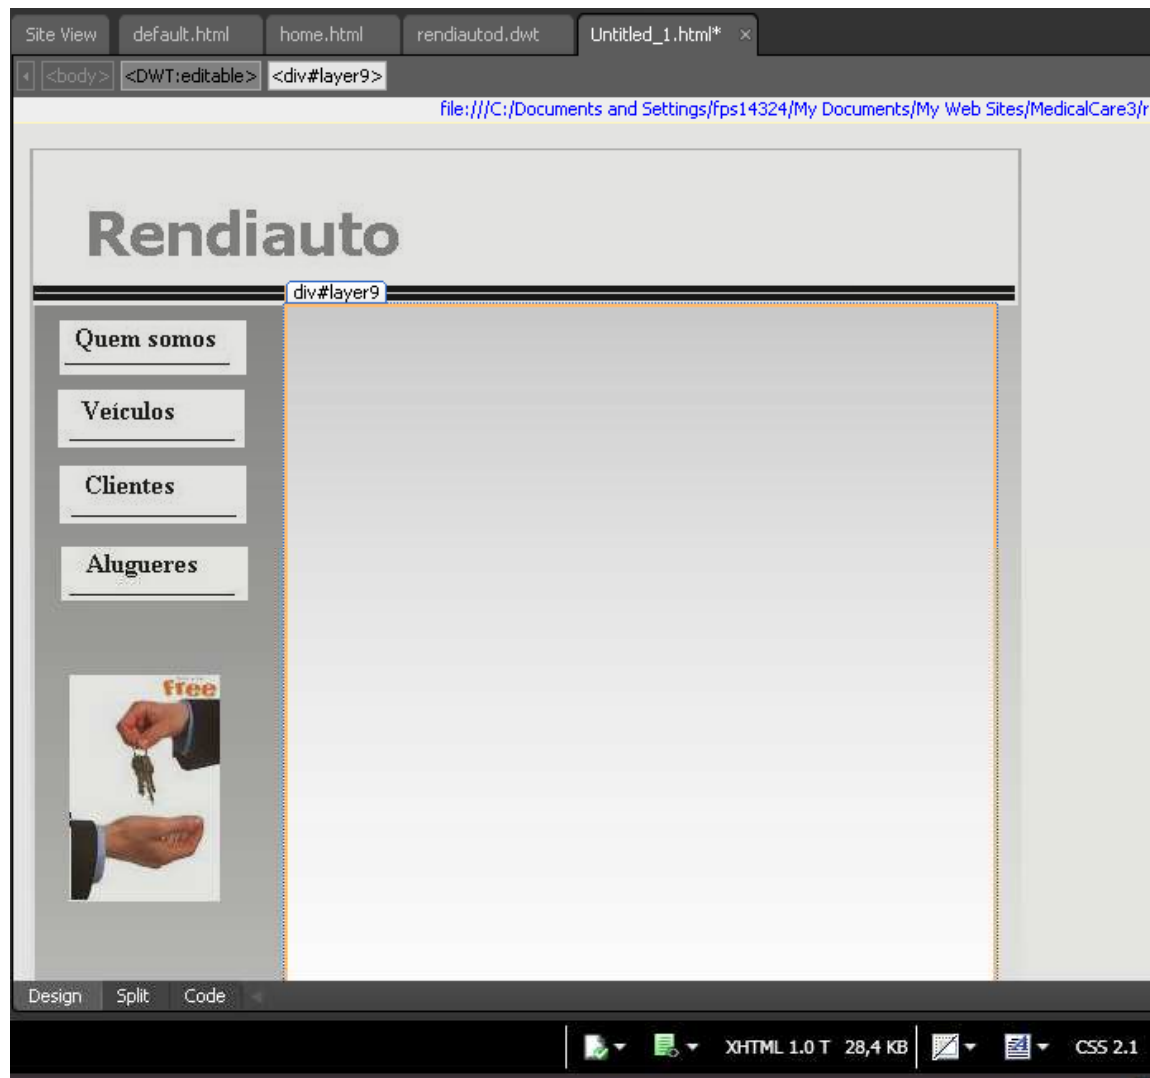 Site View default.html home.html rendiautod.dwt Untitled_1.html* ×
<body> <DWT:editable> <div#layer9>
file:///C:/Documents and Settings/fps14324/My Documents/My Web Sites/MedicalCare3/r
Rendiauto
div#layer9
Quem somos
Veículos
Clientes
Alugueres
free
Design Split Code
XHTML 1.0 T 28,4 KB CSS 2.1